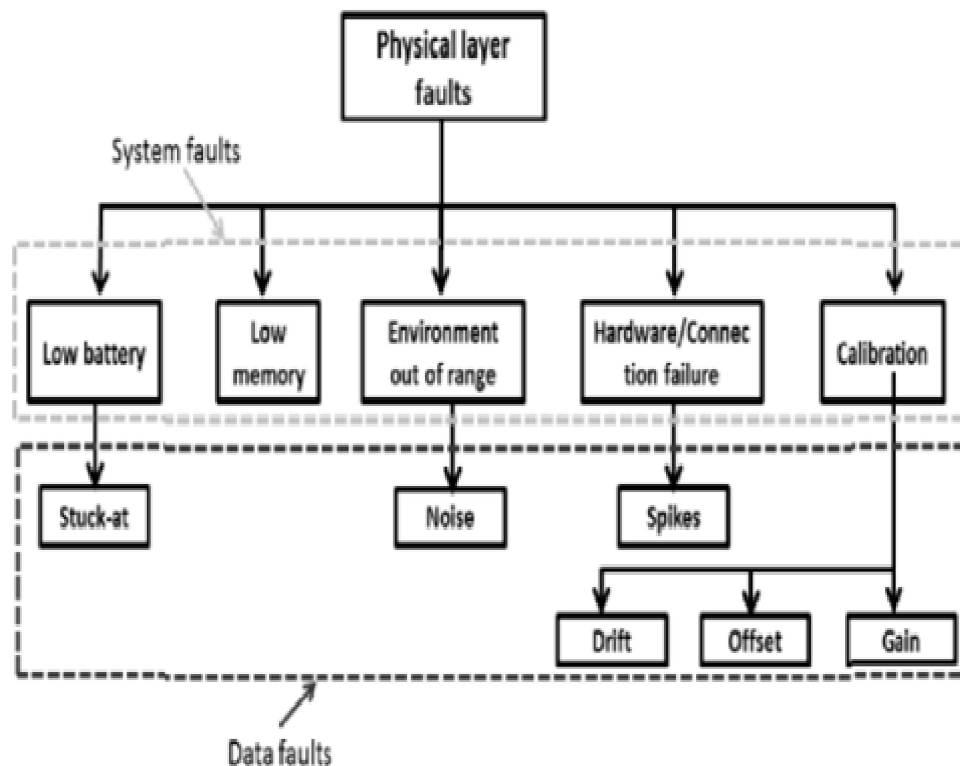 Physical layer
faults
System faults
Low battery
Low
memory
Environment
out of range
Hardware/Connec
tion failure
Calibration
Stuck-at
Noise
Spikes
Drift
Offset
Gain
Data faults